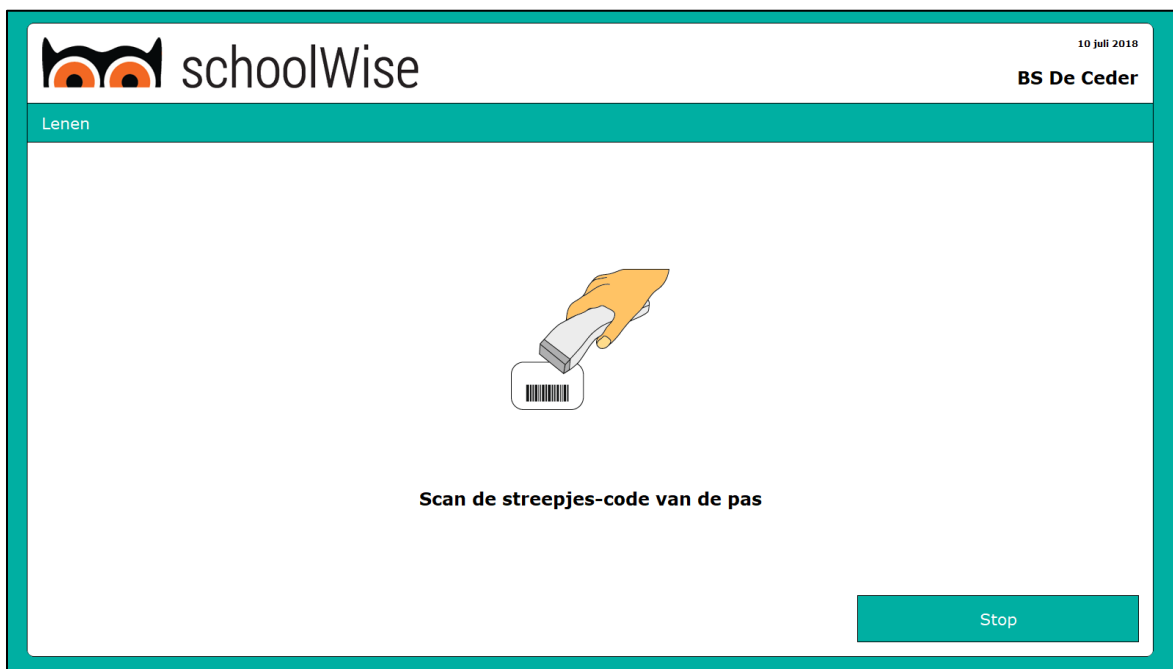 schoolWise
10 juli 2018
BS De Ceder
Lenen
Scan de streepjes-code van de pas
Stop